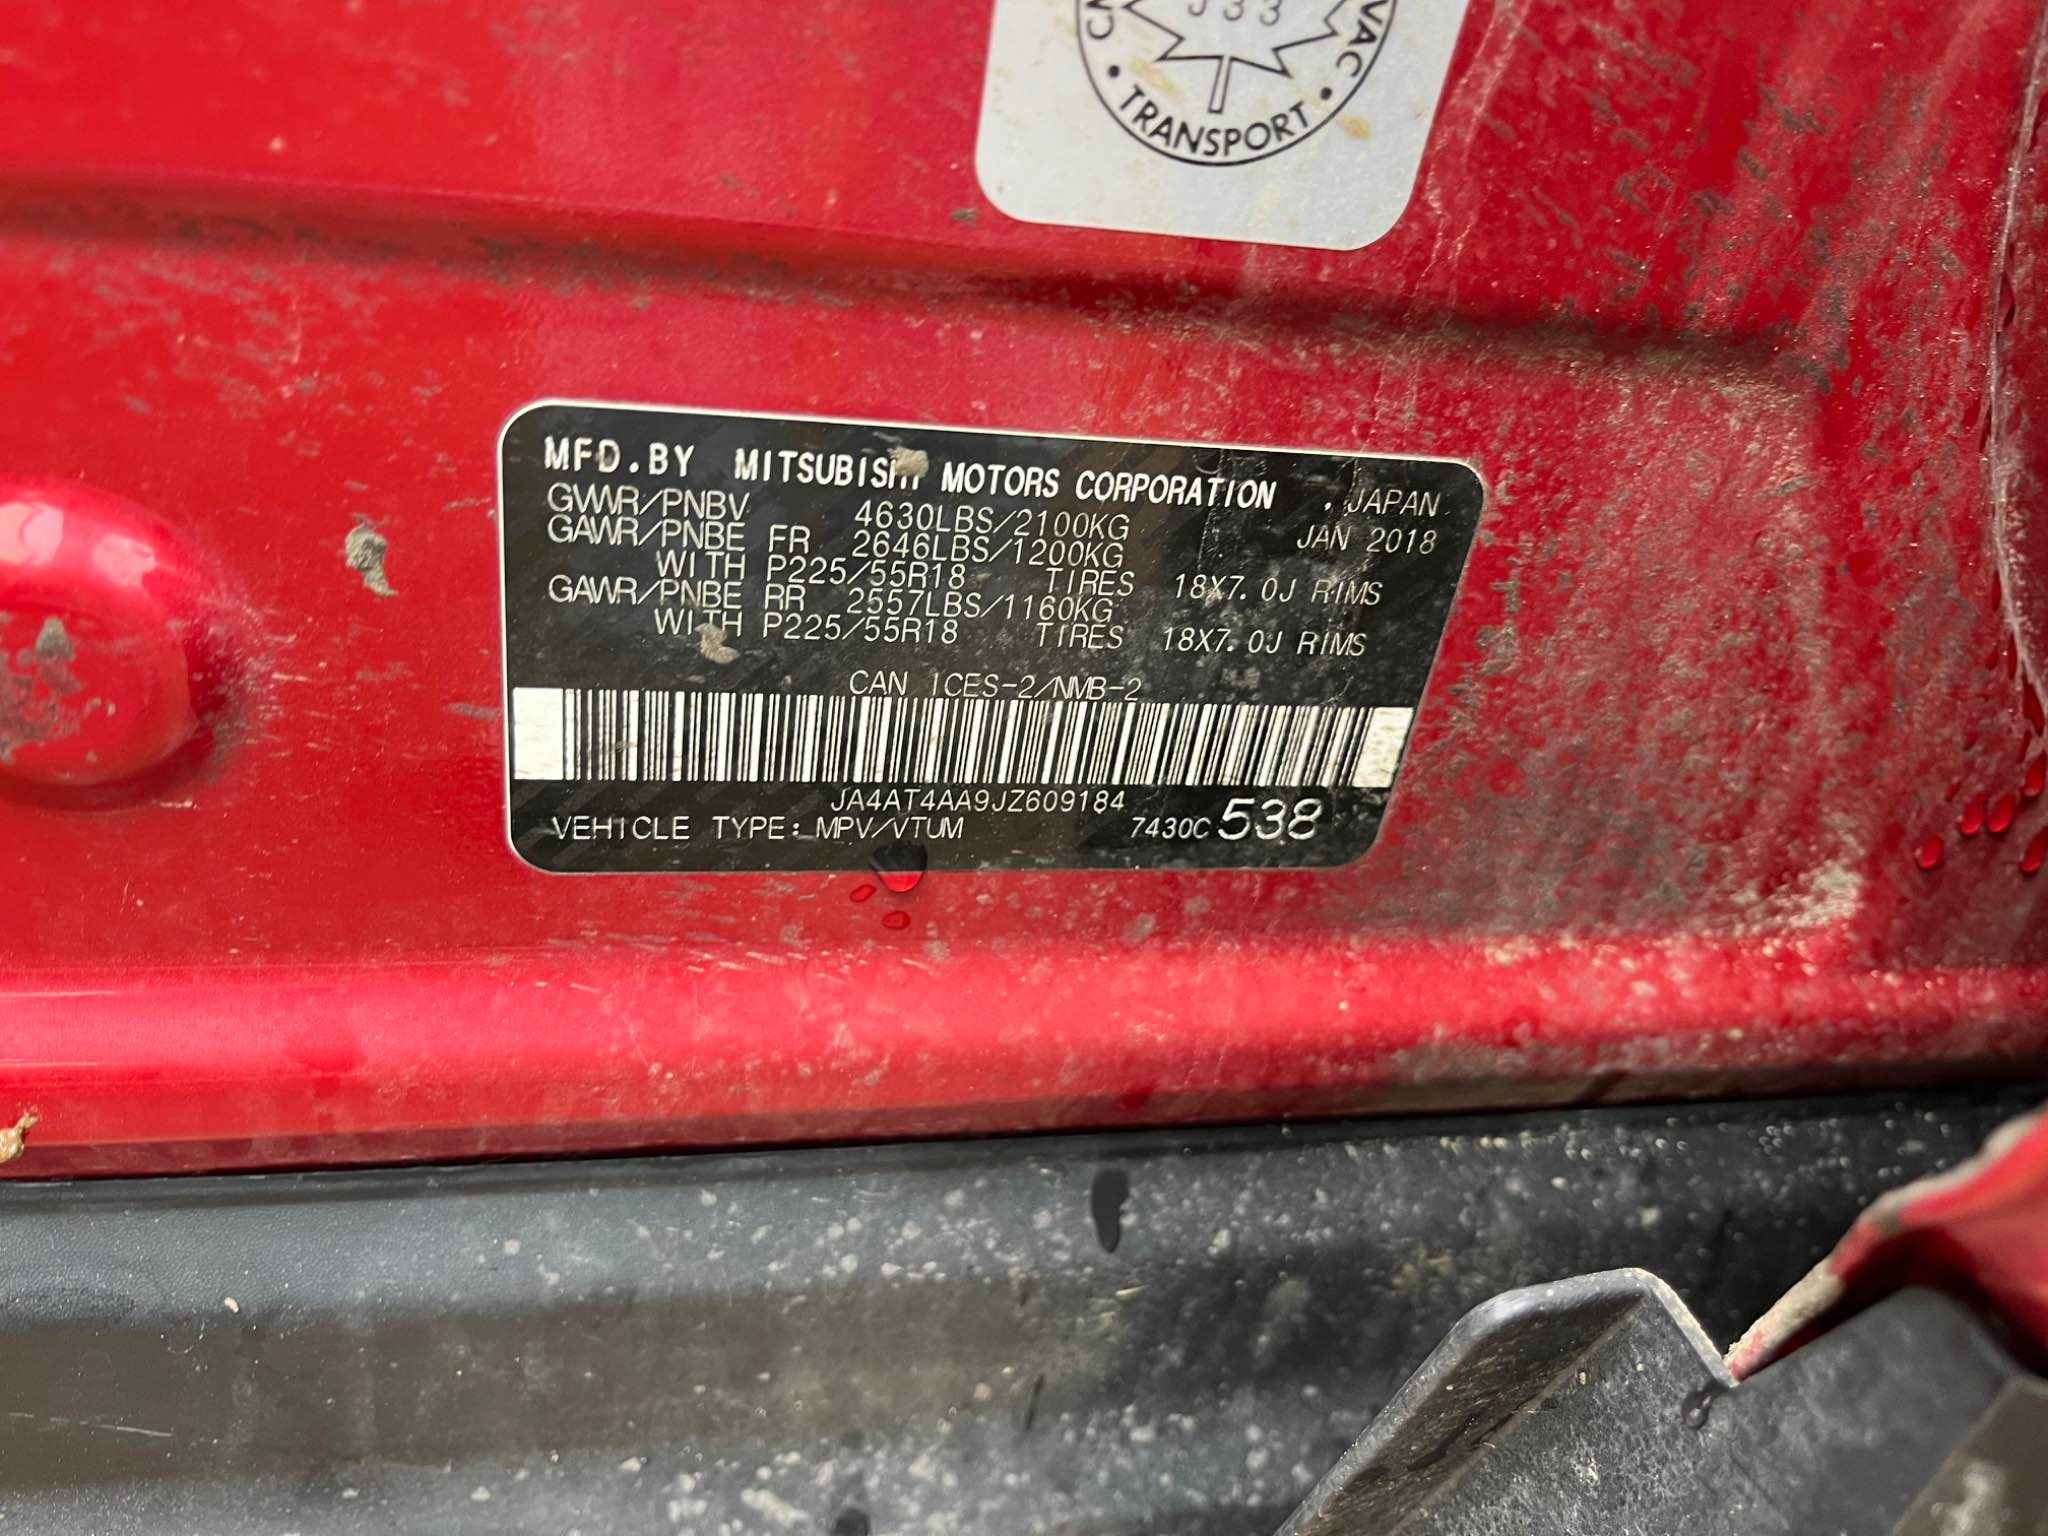 J33
VAC
• TRANSPORT •
MFD.BY MITSUBISHI MOTORS CORPORATION .JAPAN
GVWR/PNBV 4630LBS/2100KG JAN 2018
GAWR/PNBE FR 2646LBS/1200KG
WITH P225/55R18 TIRES 18X7.0J RIMS
GAWR/PNBE RR 2557LBS/1160KG
WITH P225/55R18 TIRES 18X7.0J RIMS
CAN ICES-2/NMB-2
JA4AT4AA9JZ609184
VEHICLE TYPE: MPV/VTUM 7430C 538